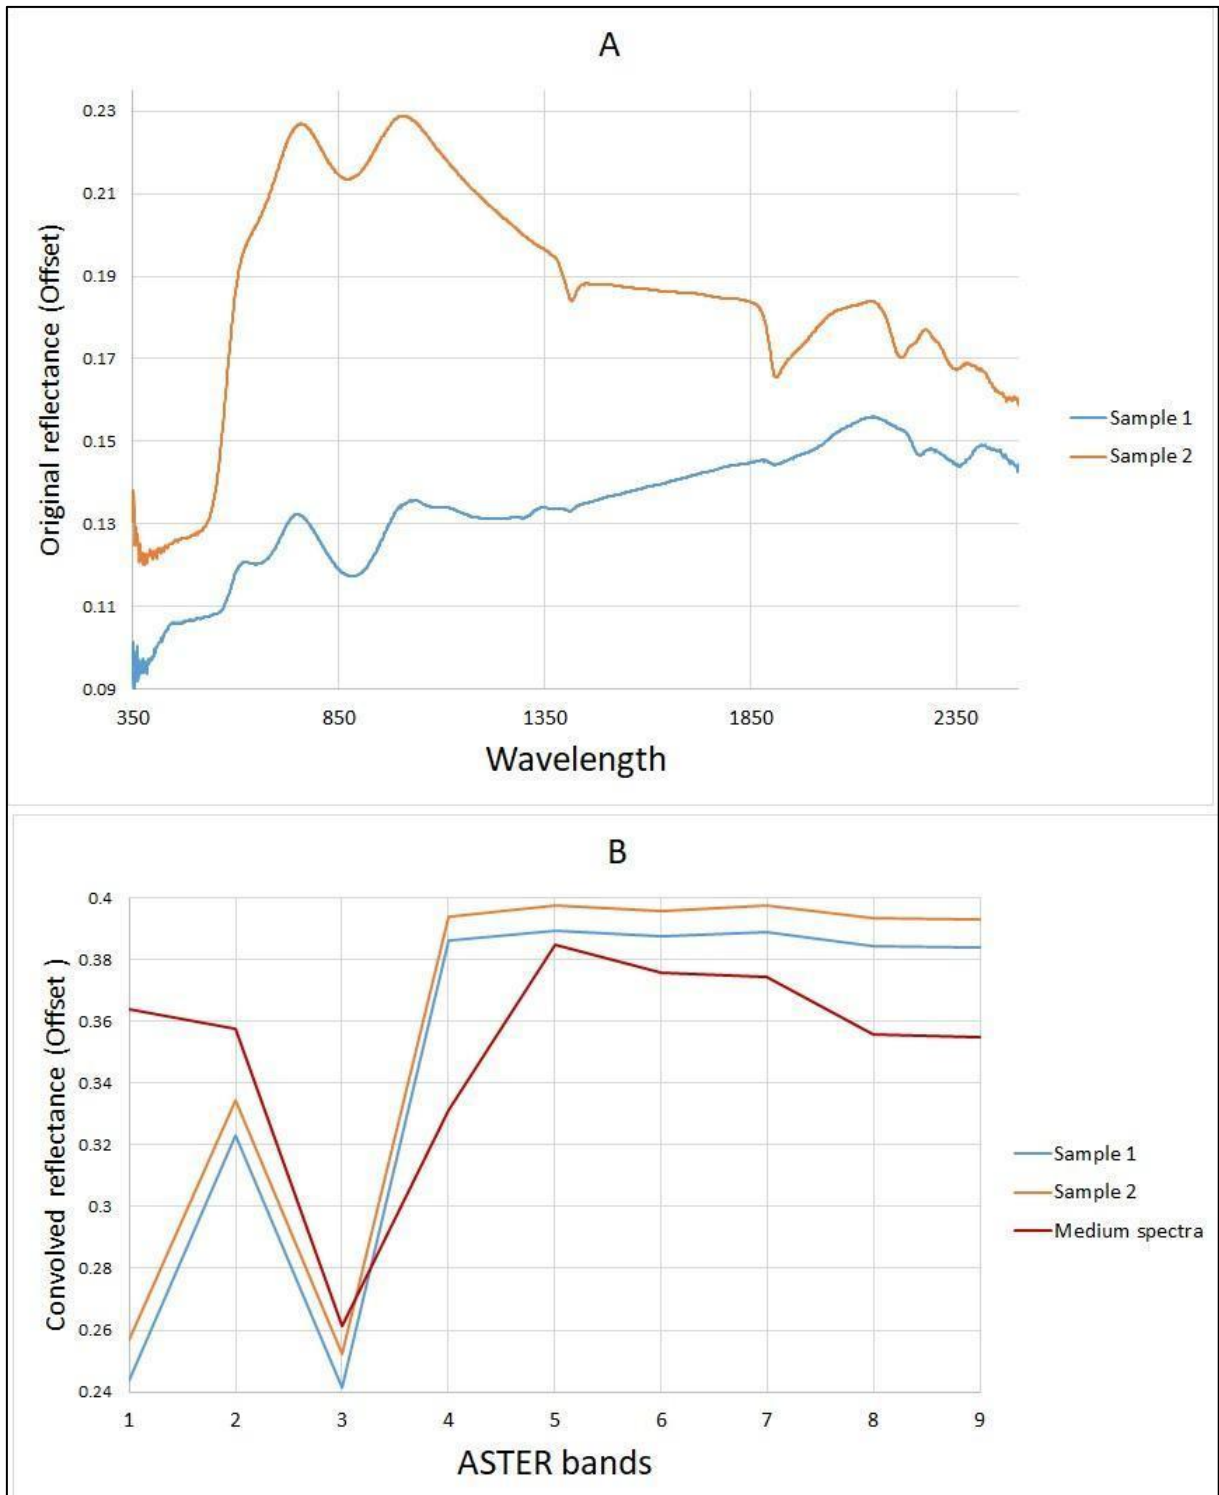 A
0.23
0.21
0.19
0.17
0.15
0.13
0.11
0.09
Original reflectance (Offset)
350 850 1350 1850 2350
Wavelength
Sample 1
Sample 2
B
0.4
0.38
0.36
0.34
0.32
0.3
0.28
0.26
0.24
Convolved reflectance (Offset )
1 2 3 4 5 6 7 8 9
ASTER bands
Sample 1
Sample 2
Medium spectra